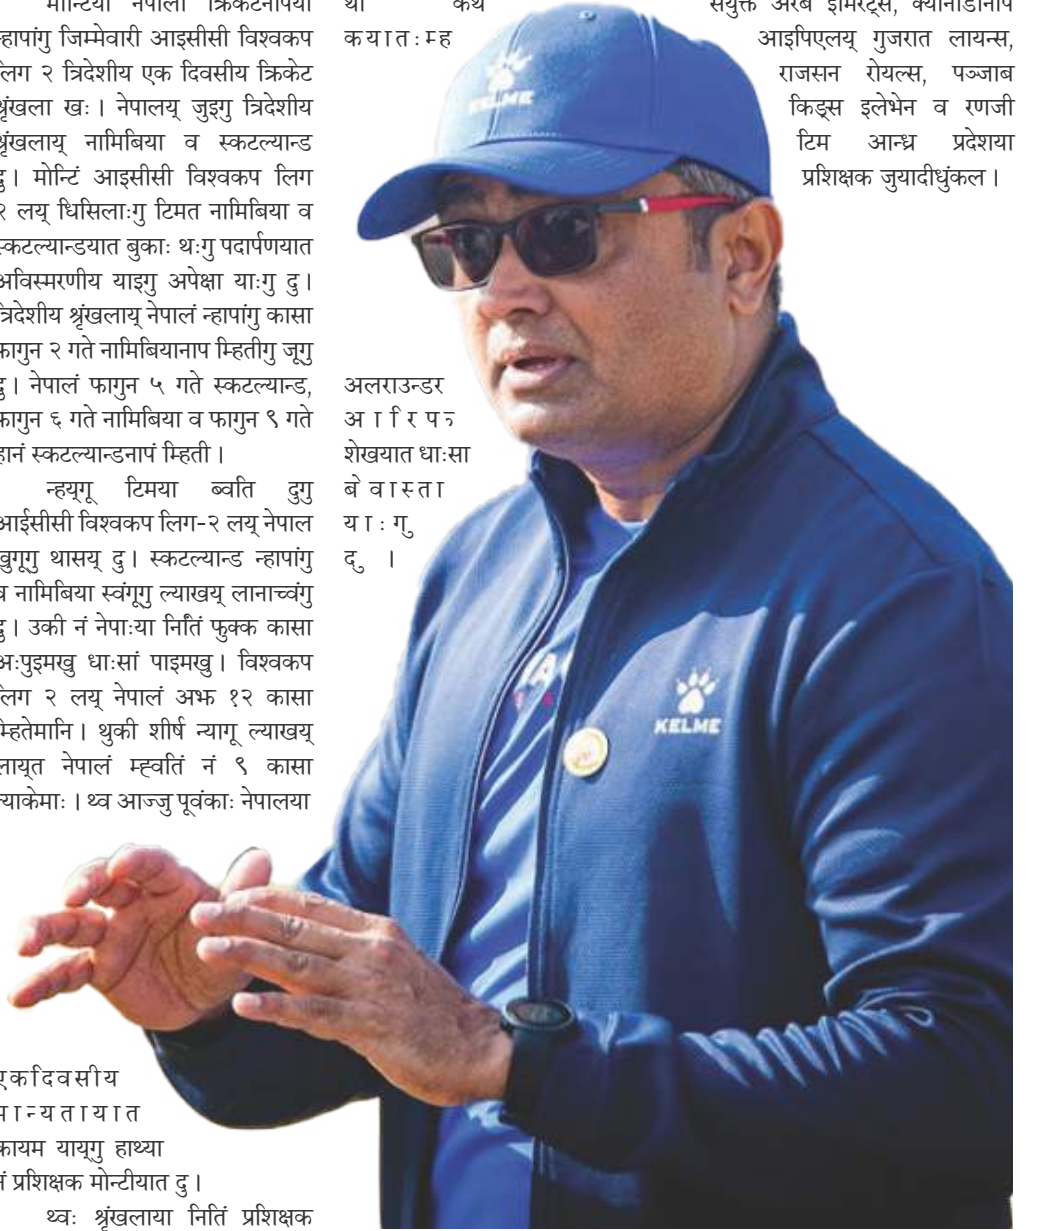 मोन्टिया नेपाली क्रिकेटनापया
न्हापांगु जिम्मेवारी आइसीसी विश्वकप
लिग २ त्रिदेशीय एक दिवसीय क्रिकेट
श्रृंखला खः । नेपालय् जुइगु त्रिदेशीय
श्रृंखलाय् नामिबिया व स्कटल्यान्ड
दु । मोन्टिं आइसीसी विश्वकप लिग
२ लय् धिसिलाःगु टिमत नामिबिया व
स्कटल्यान्डयात बुकाः थःगु पदार्पणयात
अविस्मरणीय याइगु अपेक्षा याःगु दु ।
त्रिदेशीय श्रृंखलाय् नेपालं न्हापांगु कासा
फागुन २ गते नामिबियानाप म्हितीगु जूगु
दु । नेपालं फागुन ५ गते स्कटल्यान्ड,
फागुन ६ गते नामिबिया व फागुन ९ गते
हानं स्कटल्यान्डनापं म्हिती ।
न्हय्‌गू टिमया ब्वति दुगु
आईसीसी विश्वकप लिग-२ लय् नेपाल
खुगूगु थासय् दु । स्कटल्यान्ड न्हापांगु
व नामिबिया स्वंगूगु ल्याखय् लानाच्वंगु
दु । उकी नं नेपाःया निंतिं फुक्क कासा
अःपुइमखु धाःसां पाइमखु । विश्वकप
लिग २ लय् नेपालं अझ १२ कासा
म्हितेमानि । थुकी शीर्ष न्यागू ल्याखय्
लाय्‌त नेपालं म्ह्वतिं नं ९ कासा
त्याकेमाः । थ्व आज्जु पूवंकाः नेपालया
एकदिवसीय
मान्यतायात
कायम याय्‌गु हाथ्या
नं प्रशिक्षक मोन्टीयात दु ।
थ्वः श्रृंखलाया निंतिं प्रशिक्षक
कयातःम्ह
अलराउन्डर
आरिफ
शेखयात धाःसा
बेवास्ता
याःगु
दु ।
संयुक्त अरब इमिरेट्स, क्यानाडानाप
आइपिएलय् गुजरात लायन्स,
राजसन रोयल्स, पञ्जाब
किङ्स इलेभेन व रणजी
टिम आन्ध्र प्रदेशया
प्रशिक्षक जुयादीधुंकल ।
KELME
KELME